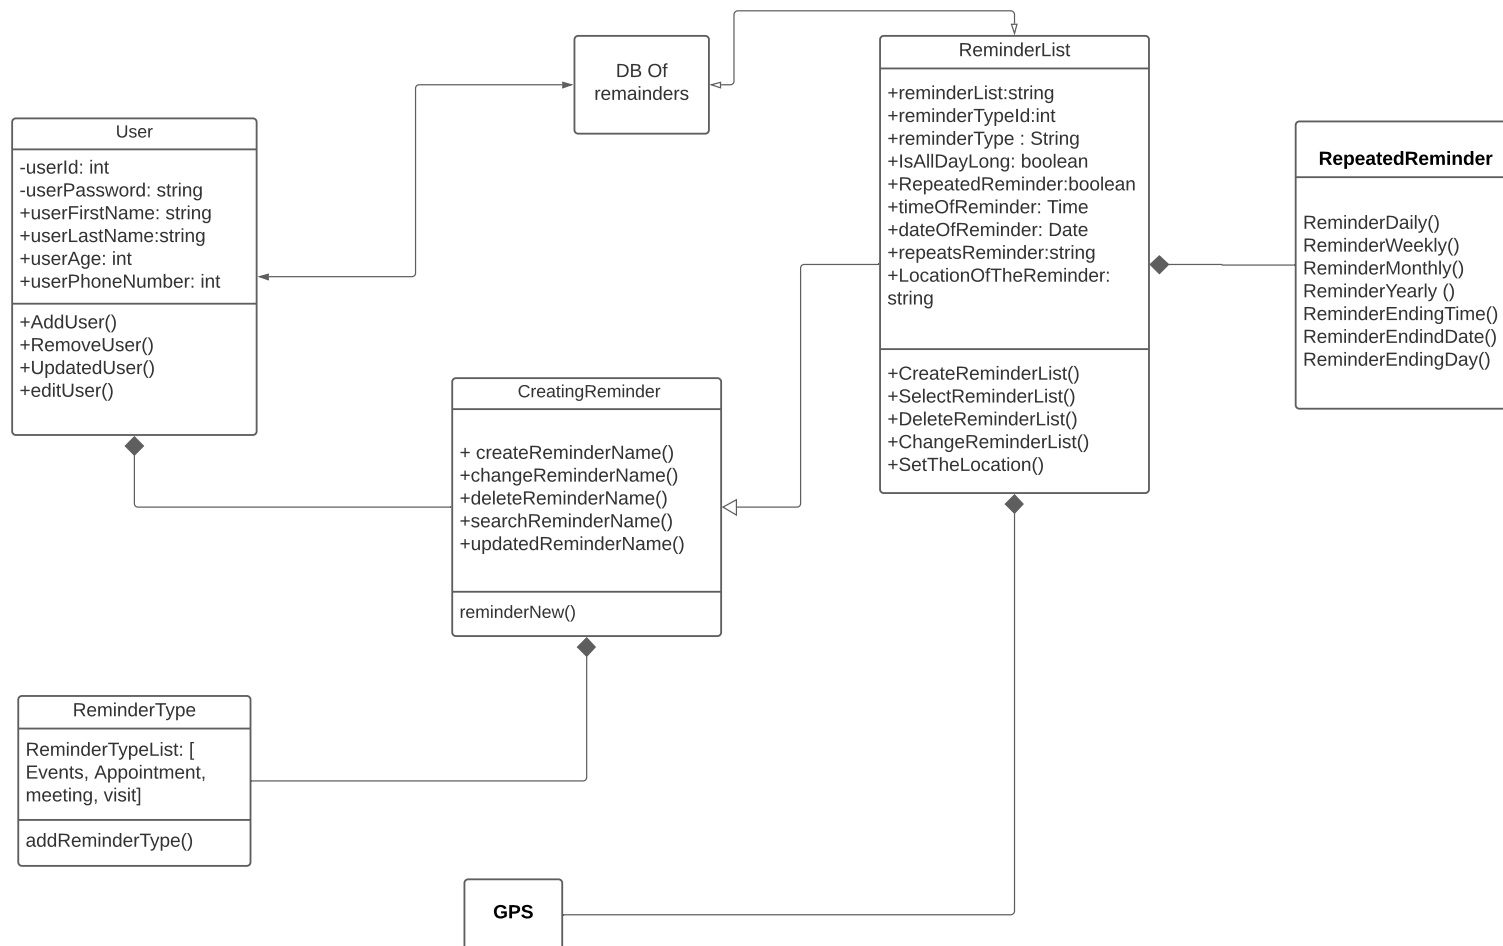 DB Of
remainders
ReminderList
+reminderList:string
+reminderTypeId:int
+reminderType : String
+IsAllDayLong: boolean
+RepeatedReminder:boolean
+timeOfReminder: Time
+dateOfReminder: Date
+repeatsReminder:string
+LocationOfTheReminder:
string
+CreateReminderList()
+SelectReminderList()
+DeleteReminderList()
+ChangeReminderList()
+SetTheLocation()
User
-userId: int
-userPassword: string
+userFirstName: string
+userLastName:string
+userAge: int
+userPhoneNumber: int
+AddUser()
+RemoveUser()
+UpdatedUser()
+editUser()
RepeatedReminder
ReminderDaily()
ReminderWeekly()
ReminderMonthly()
ReminderYearly ()
ReminderEndingTime()
ReminderEndindDate()
ReminderEndingDay()
CreatingReminder
+ createReminderName()
+changeReminderName()
+deleteReminderName()
+searchReminderName()
+updatedReminderName()
reminderNew()
ReminderType
ReminderTypeList: [
Events, Appointment,
meeting, visit]
addReminderType()
GPS